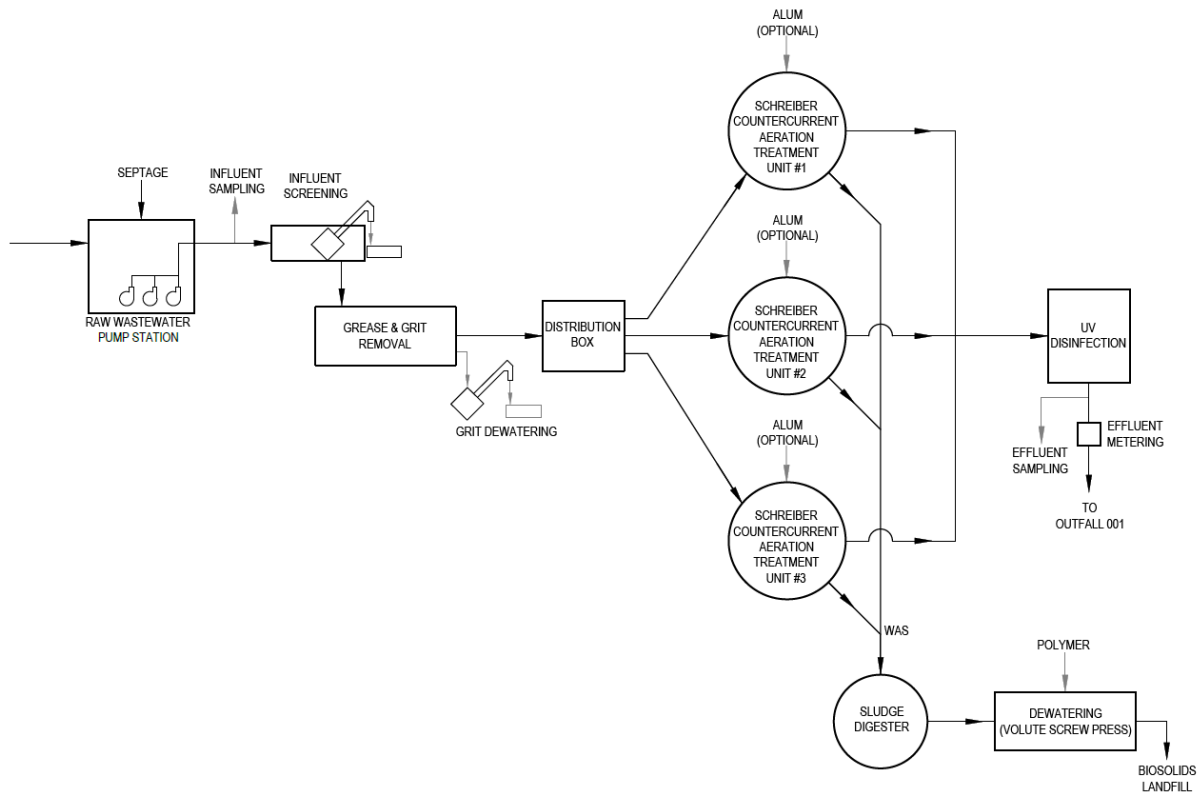 ALUM
(OPTIONAL)
SCHREIBER
COUNTERCURRENT
AERATION
TREATMENT
UNIT #1
SEPTAGE
INFLUENT
SAMPLING
INFLUENT
SCREENING
RAW WASTEWATER
PUMP STATION
GREASE & GRIT
REMOVAL
GRIT DEWATERING
DISTRIBUTION
BOX
ALUM
(OPTIONAL)
SCHREIBER
COUNTERCURRENT
AERATION
TREATMENT
UNIT #2
ALUM
(OPTIONAL)
SCHREIBER
COUNTERCURRENT
AERATION
TREATMENT
UNIT #3
UV
DISINFECTION
EFFLUENT
METERING
EFFLUENT
SAMPLING
TO
OUTFALL 001
WAS
SLUDGE
DIGESTER
POLYMER
DEWATERING
(VOLUTE SCREW PRESS)
BIOSOLIDS
LANDFILL